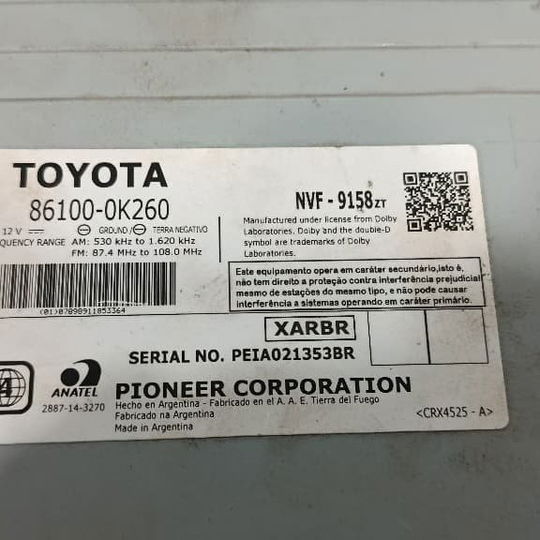 TOYOTA
86100-0K260
12 V GROUND/ TERRA NEGATIVO
QUENCY RANGE AM: 530 kHz to 1.620 kHz
FM: 87.4 MHz to 108.0 MHz
(01)07898911853364
NVF - 9158ZT
Manufactured under license from Dolby
Laboratories. Dolby and the double-D
symbol are trademarks of Dolby
Laboratories.
Este equipamento opera em caráter secundário,isto é,
não tem direito a proteção contra interferência prejudicial
mesmo de estações do mesmo tipo, e não pode causar
interferência a sistemas operando em caráter primário.
XARBR
SERIAL NO. PEIA021353BR
4
ANATEL
2887-14-3270
PIONEER CORPORATION
Hecho en Argentina - Fabricado en el A. A. E. Tierra del Fuego
Fabricado na Argentina
Made in Argentina
<CRX4525 - A>